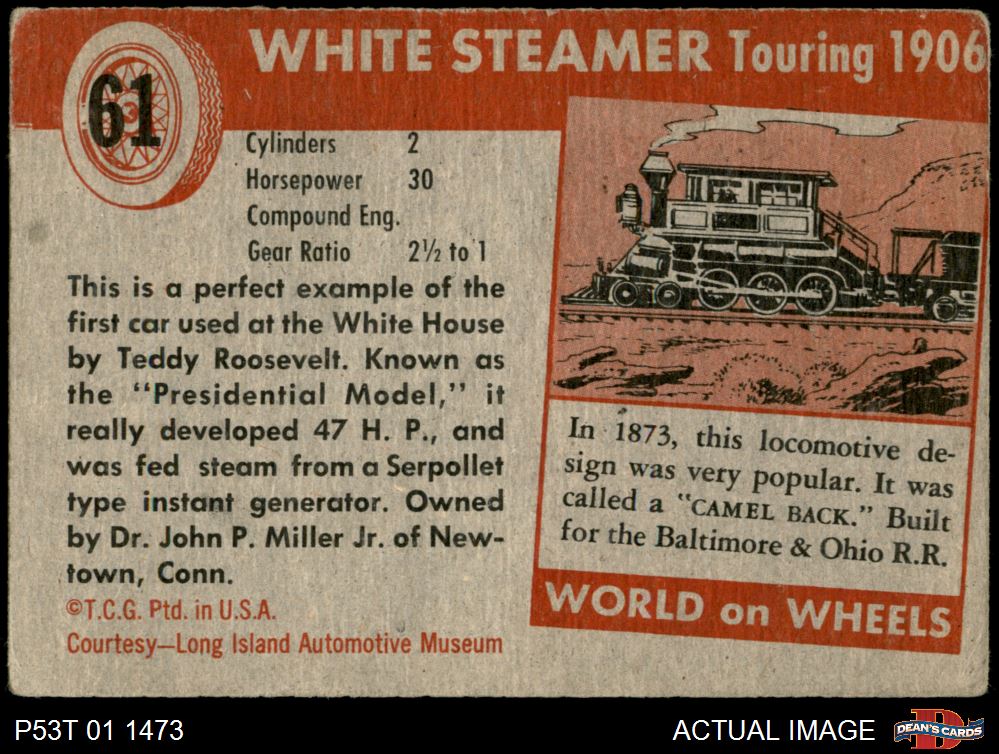 61
WHITE STEAMER Touring 1906
Cylinders 2
Horsepower 30
Compound Eng.
Gear Ratio 2½ to 1
This is a perfect example of the
first car used at the White House
by Teddy Roosevelt. Known as
the "Presidential Model," it
really developed 47 H. P., and
was fed steam from a Serpollet
type instant generator. Owned
by Dr. John P. Miller Jr. of New-
town, Conn.
©T.C.G. Ptd. in U.S.A.
Courtesy—Long Island Automotive Museum
In 1873, this locomotive de-
sign was very popular. It was
called a "CAMEL BACK." Built
for the Baltimore & Ohio R.R.
WORLD on WHEELS
P53T 01 1473
ACTUAL IMAGE
D
DEAN'S CARDS